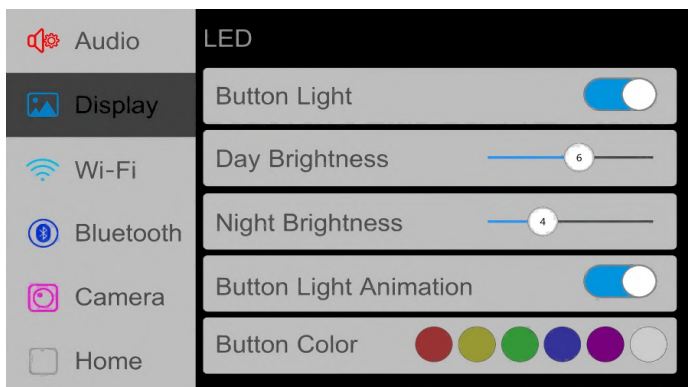 Audio
Display
Wi-Fi
Bluetooth
Camera
Home
LED
Button Light
Day Brightness 6
Night Brightness 4
Button Light Animation
Button Color